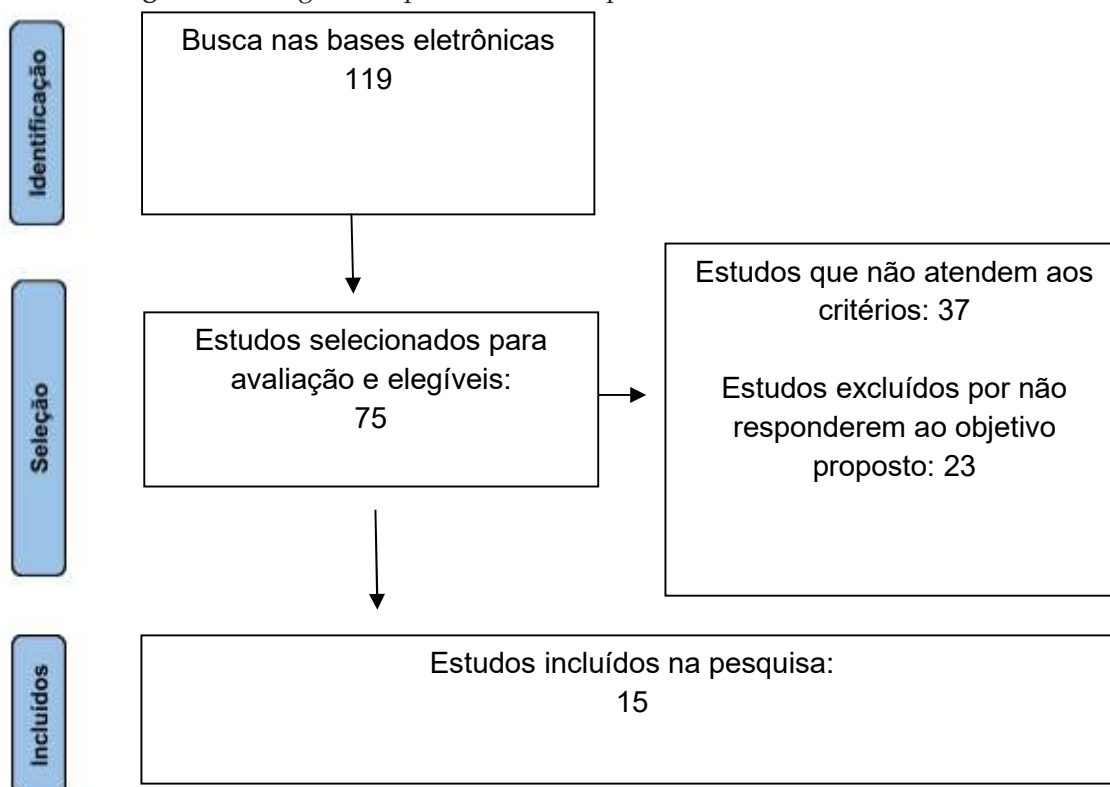 Identificação
Busca nas bases eletrônicas
119
Seleção
Estudos selecionados para
avaliação e elegíveis:
75
Estudos que não atendem aos
critérios: 37
Estudos excluídos por não
responderem ao objetivo
proposto: 23
Incluídos
Estudos incluídos na pesquisa:
15